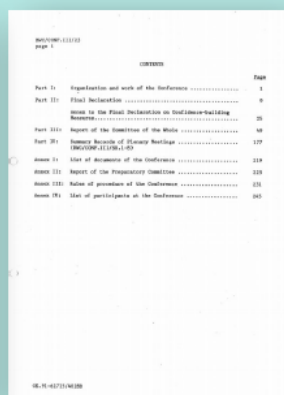 BWC/CONF.III/23
page i
CONTENTS
Page
Part I: Organization and work of the Conference ................ 1
Part II: Final Declaration ...................................... 9
Annex to the Final Declaration on Confidence-building
Measures................................................ 25
Part III: Report of the Committee of the Whole ................... 49
Part IV: Summary Records of Plenary Meetings .................... 177
(BWC/CONF.III/SR.1-8)
Annex I: List of documents of the Conference ................... 219
Annex II: Report of the Preparatory Committee ................... 225
Annex III: Rules of procedure of the Conference .................. 231
Annex IV: List of participants at the Conference ................ 245